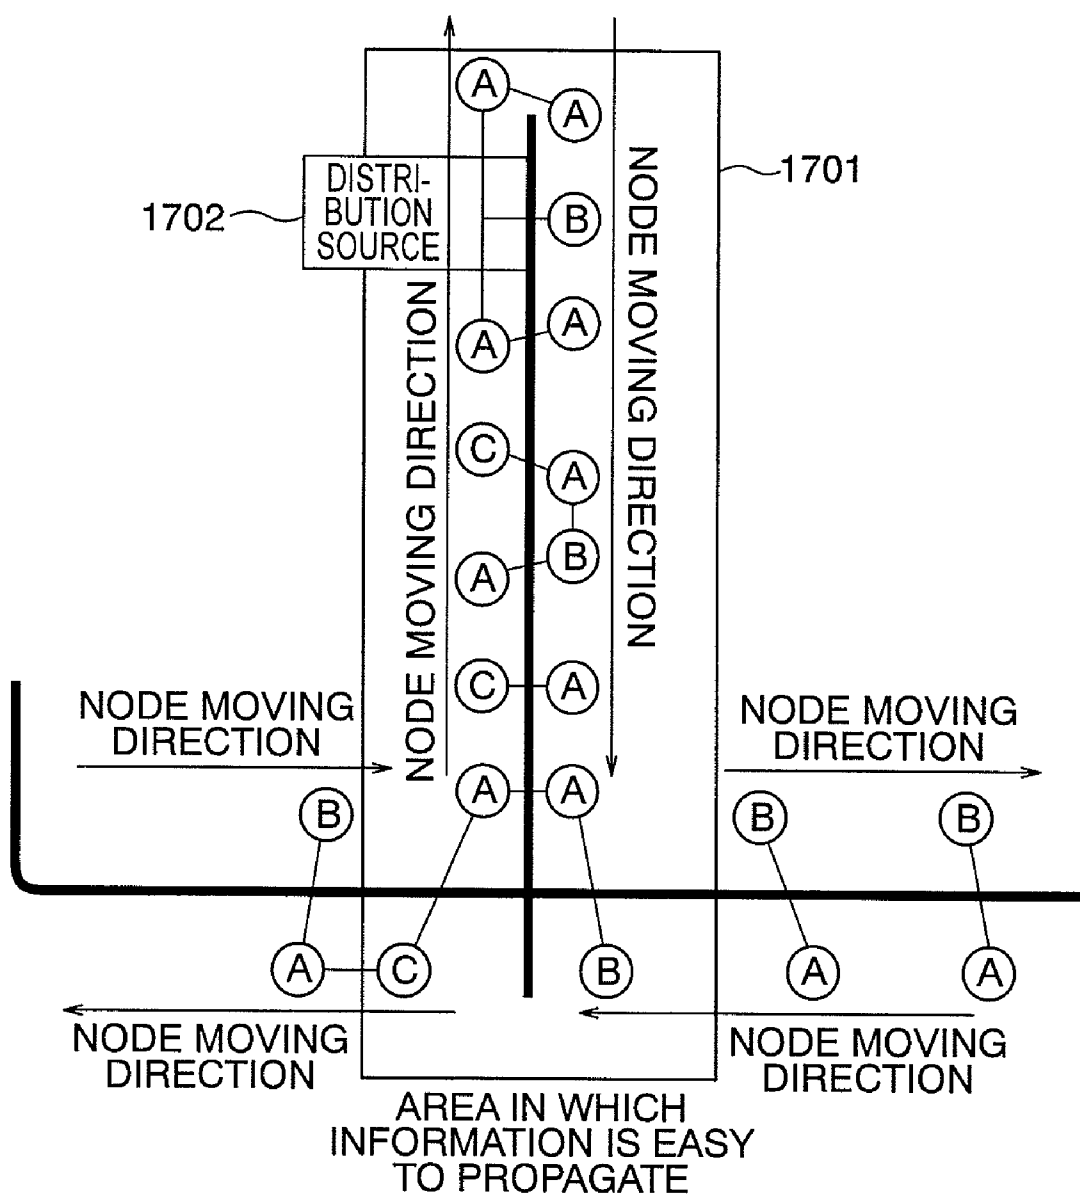 A
A
1701
NODE MOVING DIRECTION
DISTRI-
BUTION
SOURCE
1702
B
A
A
NODE MOVING DIRECTION
C
A
B
A
C
A
NODE MOVING
DIRECTION
NODE MOVING
DIRECTION
A
A
B
B
B
A
C
B
A
A
NODE MOVING
DIRECTION
NODE MOVING
DIRECTION
AREA IN WHICH
INFORMATION IS EASY
TO PROPAGATE